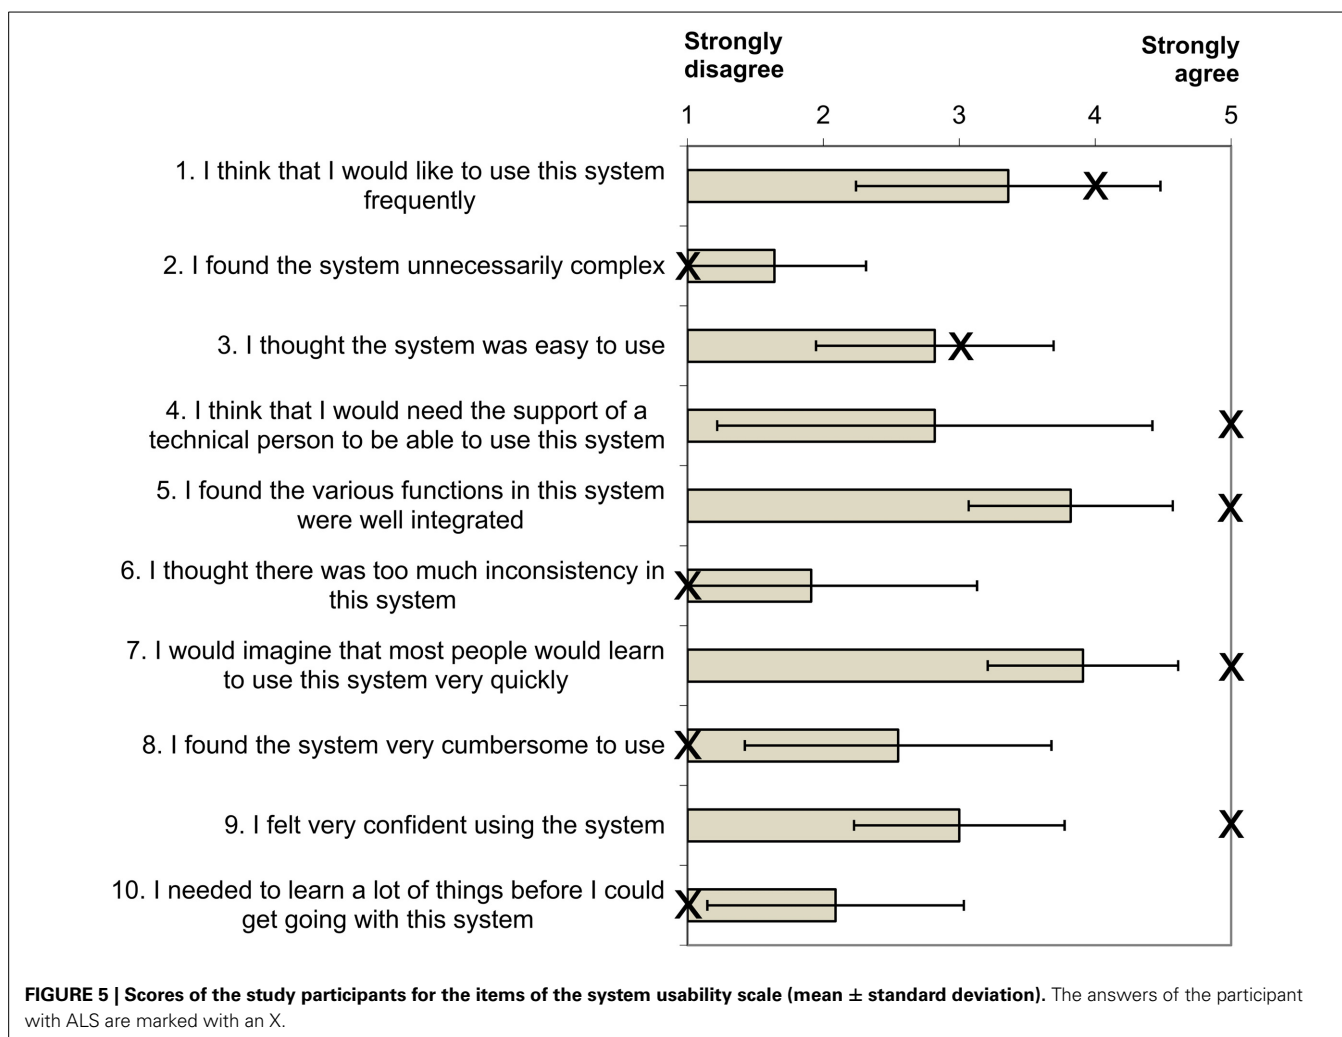 Strongly
disagree
Strongly
agree
1 2 3 4 5
1. I think that I would like to use this system
frequently
X
2. I found the system unnecessarily complex
X
3. I thought the system was easy to use
X
4. I think that I would need the support of a
technical person to be able to use this system
X
5. I found the various functions in this system
were well integrated
X
6. I thought there was too much inconsistency in
this system
X
7. I would imagine that most people would learn
to use this system very quickly
X
8. I found the system very cumbersome to use
X
9. I felt very confident using the system
X
10. I needed to learn a lot of things before I could
get going with this system
X
FIGURE 5 | Scores of the study participants for the items of the system usability scale (mean ± standard deviation). The answers of the participant
with ALS are marked with an X.